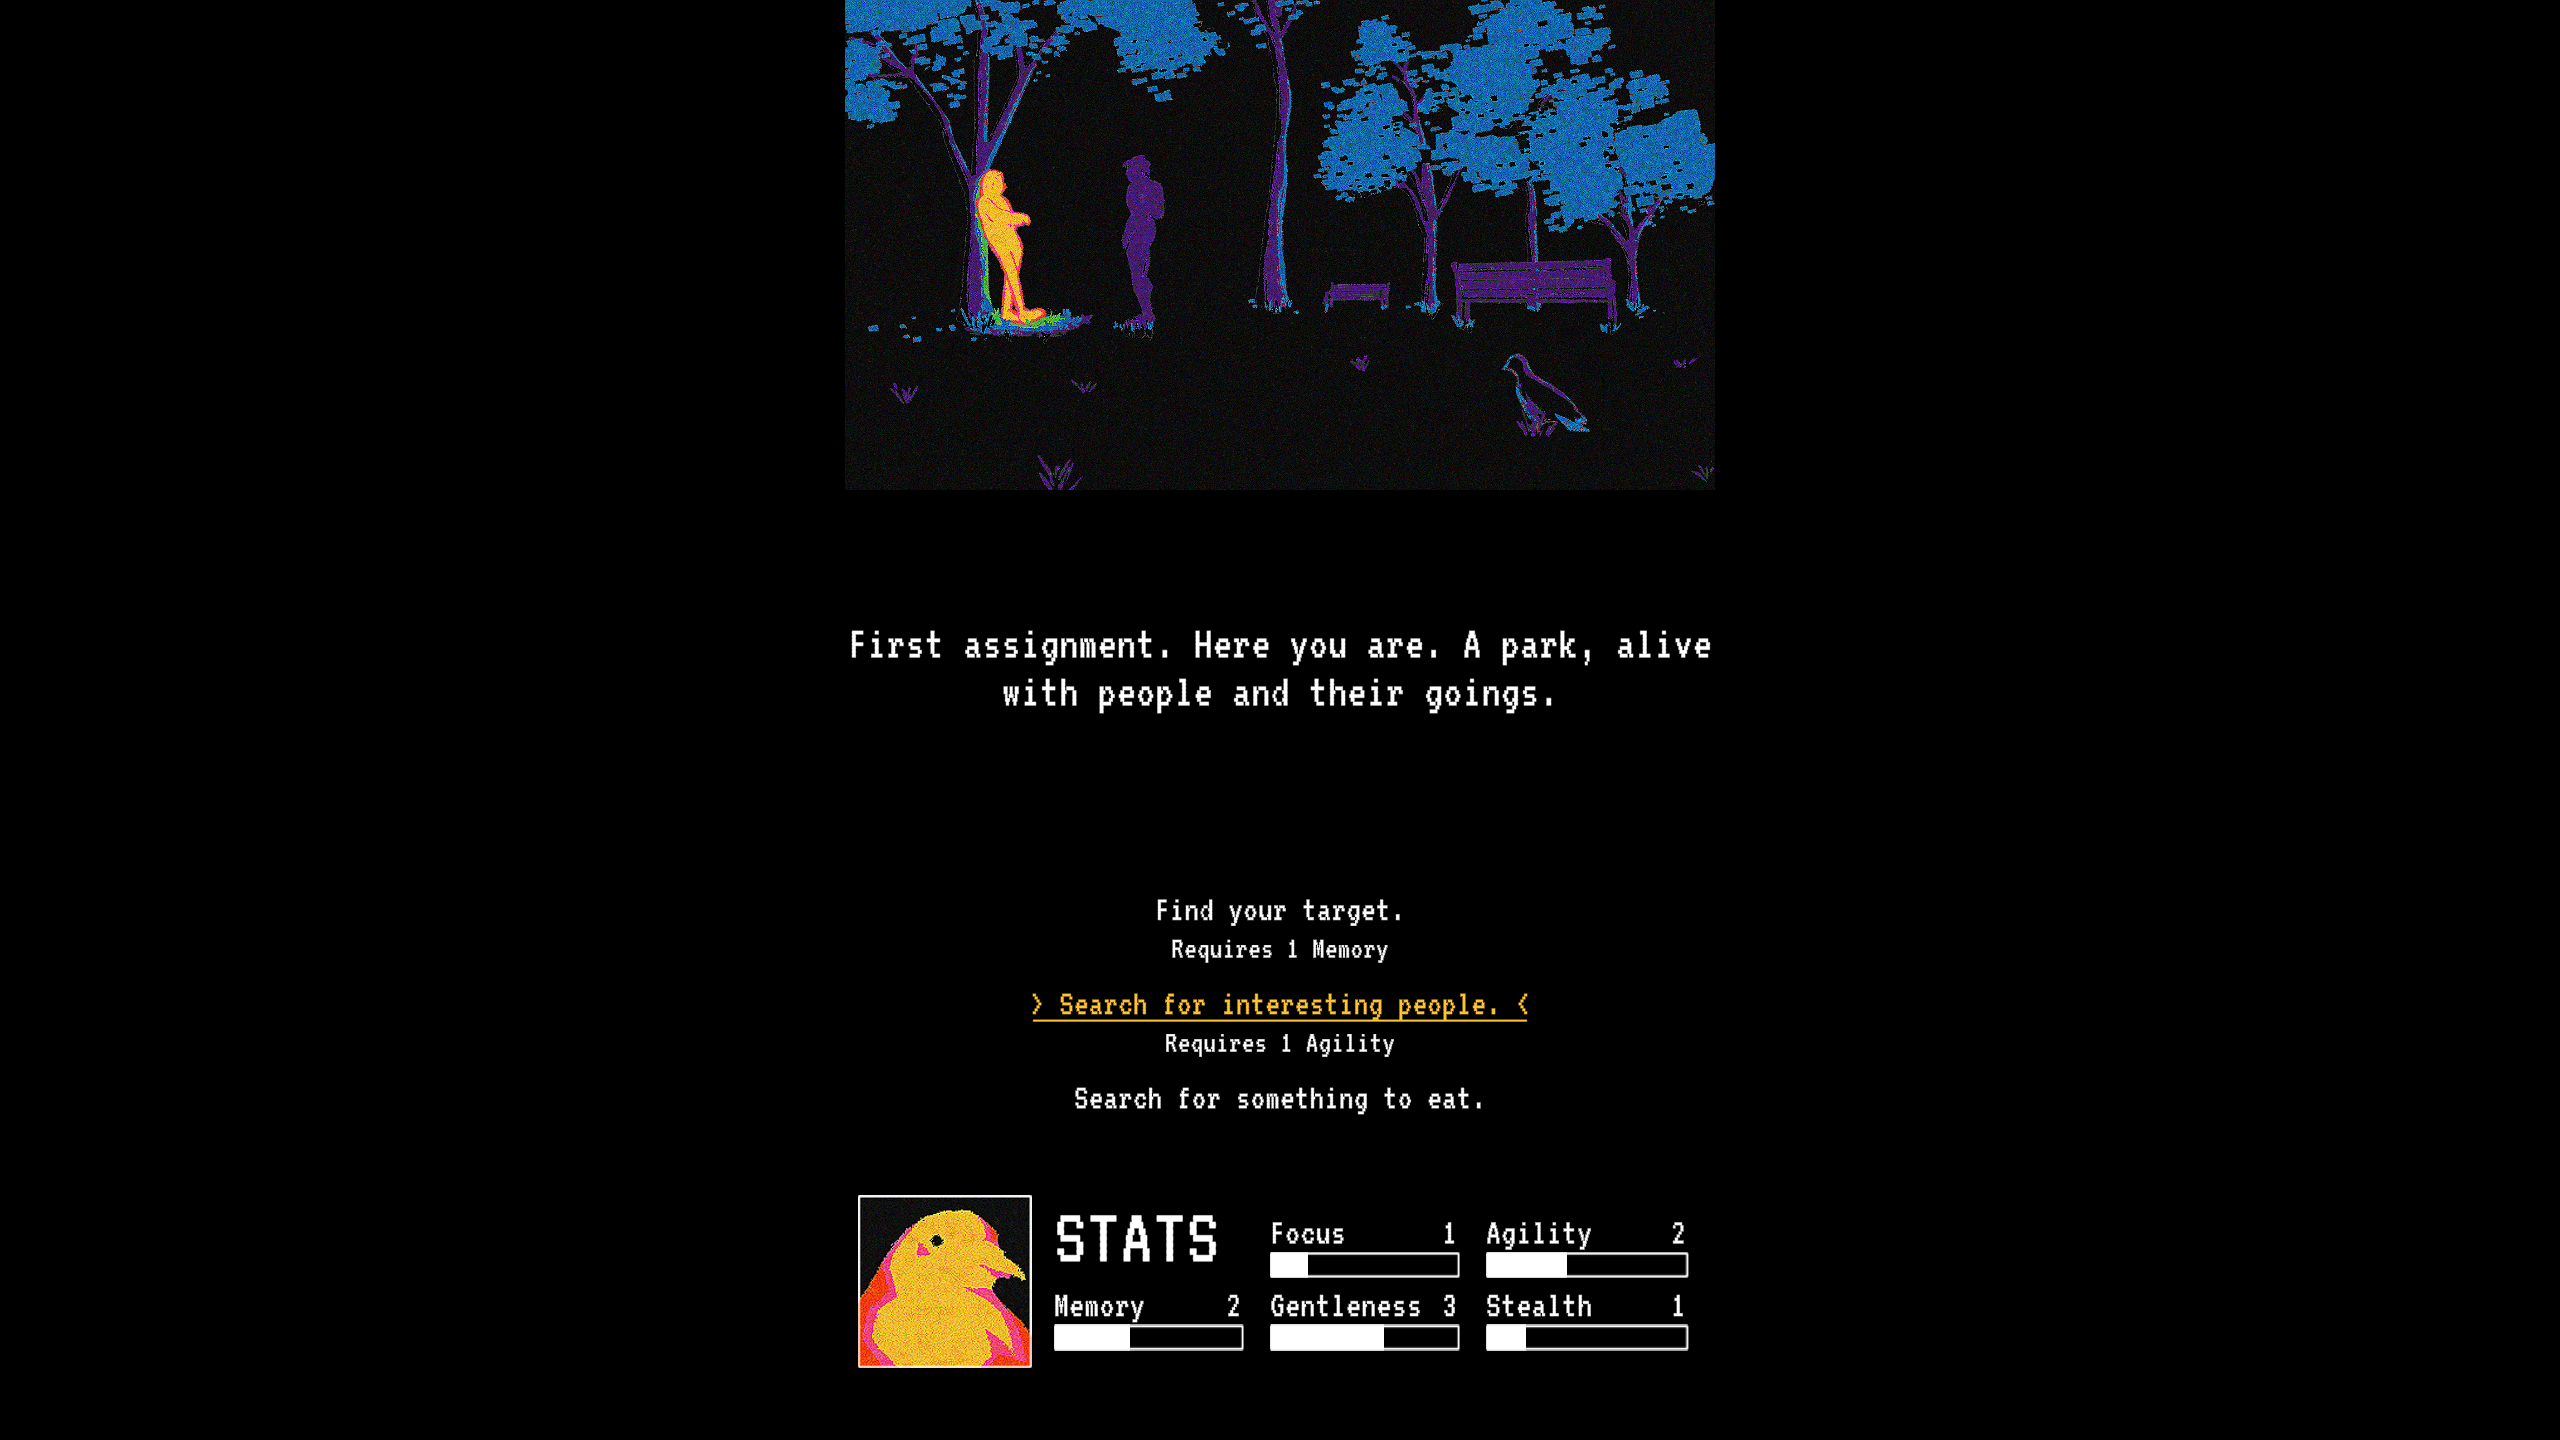 First assignment. Here you are. A park, alive
with people and their goings.
Find your target.
Requires 1 Memory
> Search for interesting people. <
Requires 1 Agility
Search for something to eat.
STATS
Focus 1
Agility 2
Memory 2
Gentleness 3
Stealth 1